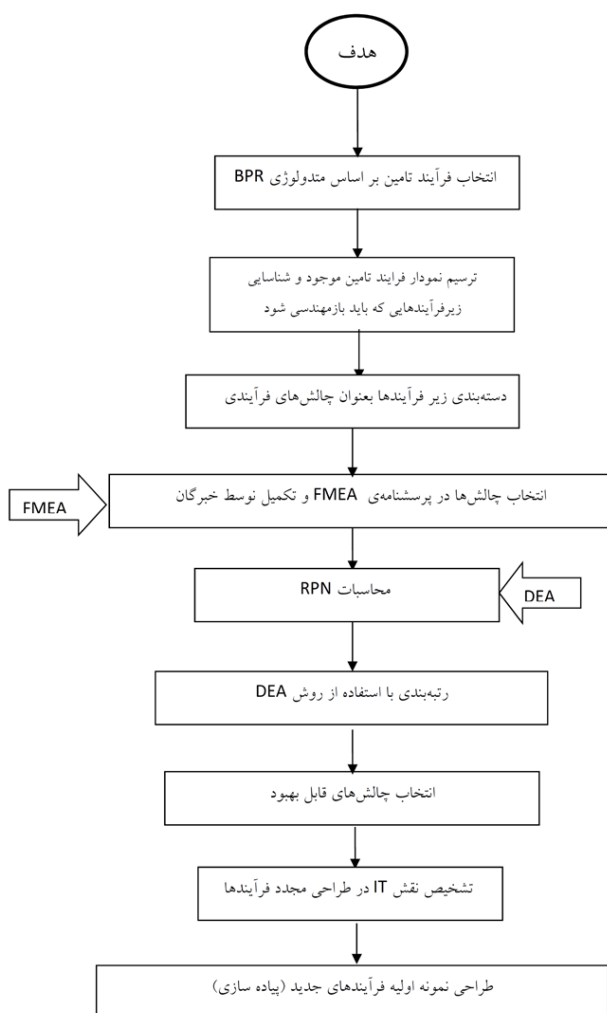 هدف
انتخاب فرآیند تامین بر اساس متدولوژی BPR
ترسیم نمودار فرایند تامین موجود و شناسایی
زیرفرآیندهایی که باید بازمهندسی شود
دسته‌بندی زیر فرآیندها بعنوان چالش‌های فرآیندی
انتخاب چالش‌ها در پرسشنامه‌ی FMEA و تکمیل توسط خبرگان
FMEA
محاسبات RPN
DEA
رتبه‌بندی با استفاده از روش DEA
انتخاب چالش‌های قابل بهبود
تشخیص نقش IT در طراحی مجدد فرآیندها
طراحی نمونه اولیه فرآیندهای جدید (پیاده سازی)